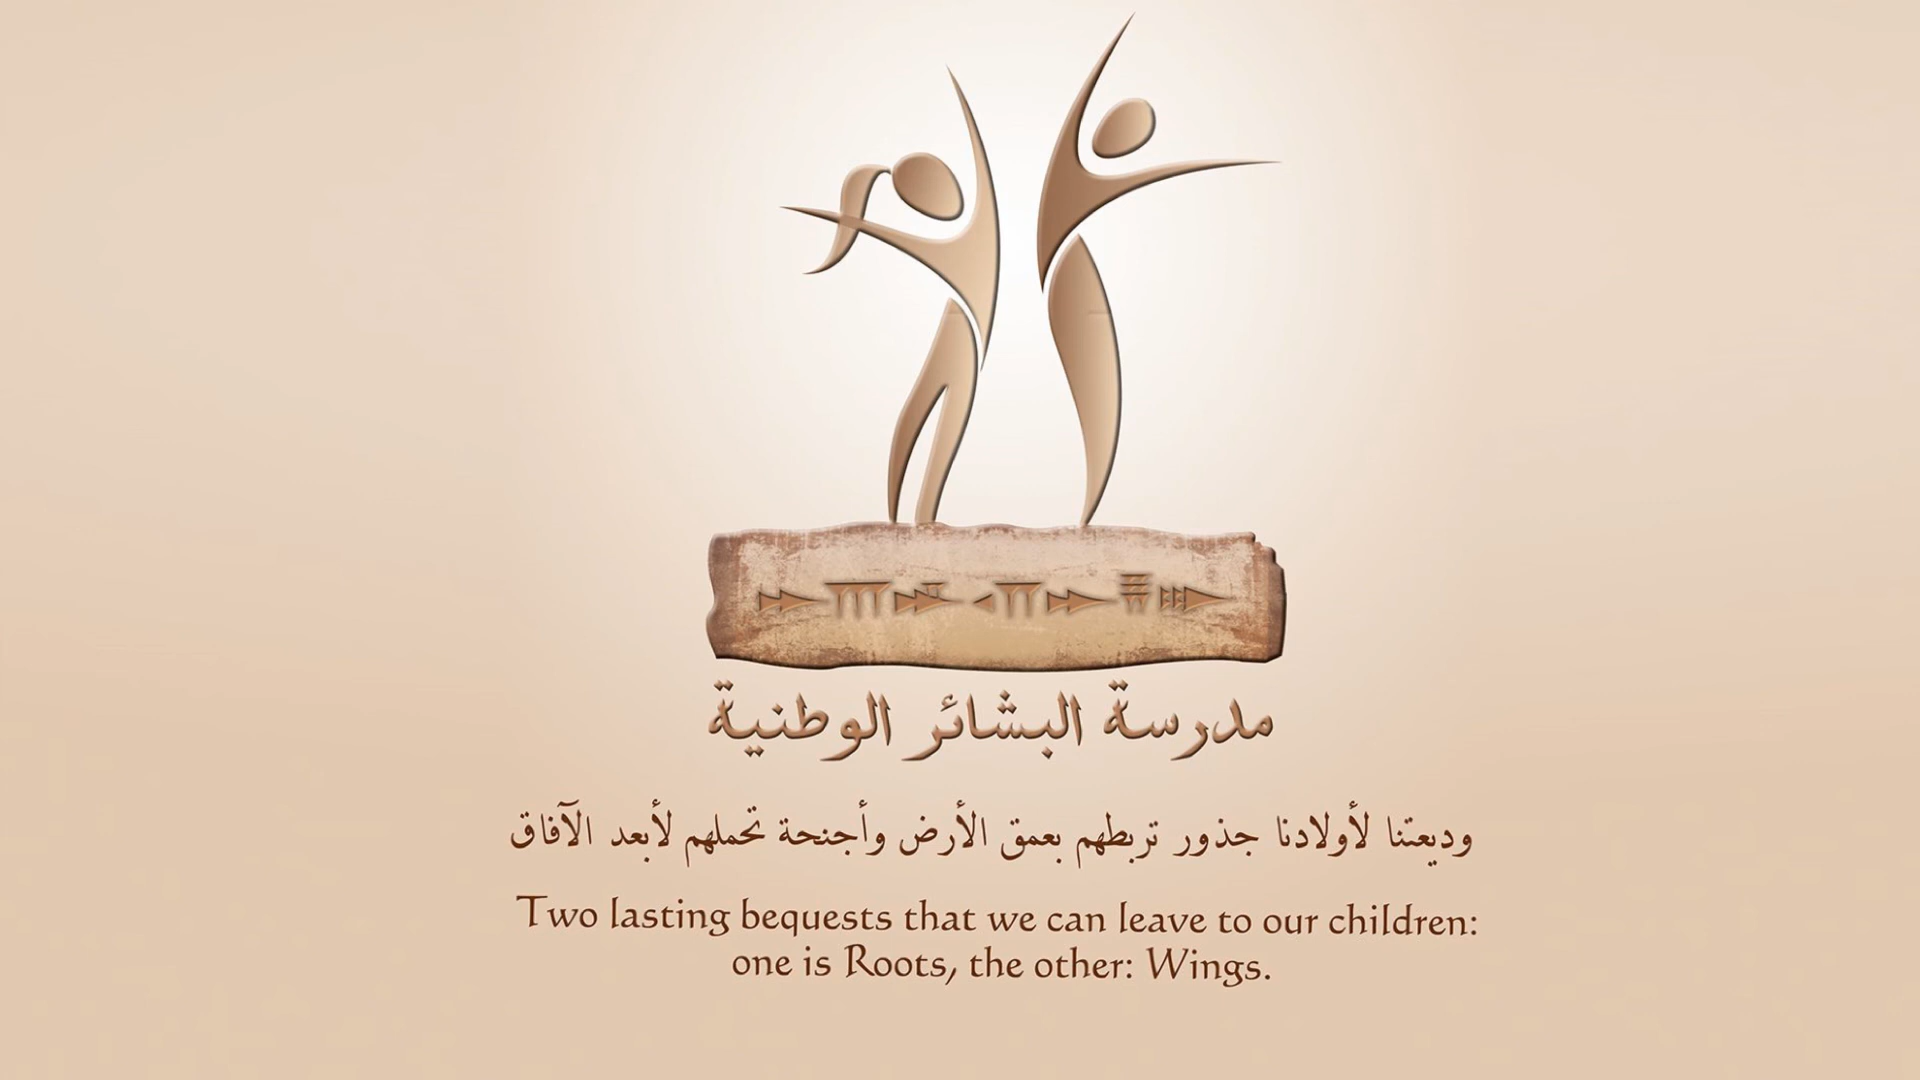 مدرسة البشائر الوطنية
وديعتنا لأولادنا جذور تربطهم بعمق الأرض وأجنحة تحملهم لأبعد الآفاق
Two lasting bequests that we can leave to our children:
one is Roots, the other: Wings.